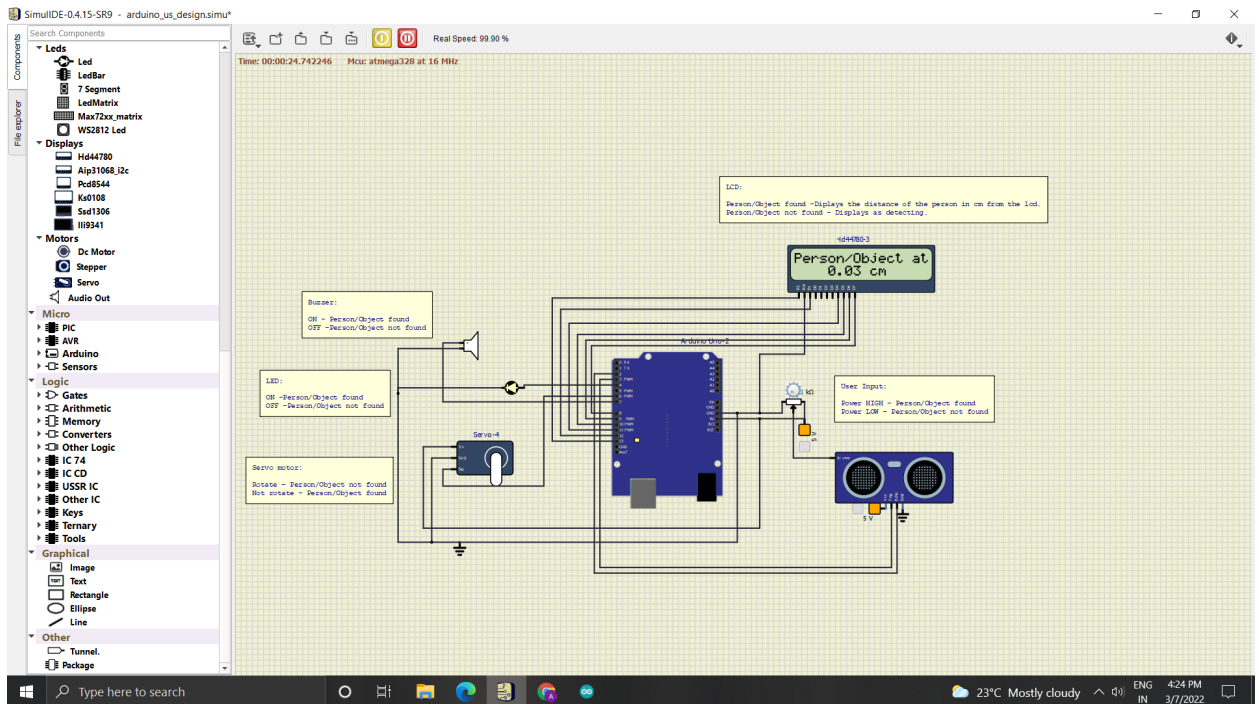 SimulIDE-0.4.15-SR9 - arduino_us_design.simu*
Components
File explorer
Search Components
Leds
Led
LedBar
7 Segment
LedMatrix
Max72xx_matrix
WS2812 Led
Displays
Hd44780
Aip31068_i2c
Pcd8544
Ks0108
Ssd1306
Ili9341
Motors
Dc Motor
Stepper
Servo
Audio Out
Micro
PIC
AVR
Arduino
Sensors
Logic
Gates
Arithmetic
Memory
Converters
Other Logic
IC 74
IC CD
USSR IC
Other IC
Keys
Ternary
Tools
Graphical
Image
Text
Rectangle
Ellipse
Line
Other
Tunnel.
Package
Real Speed: 99.90 %
Time: 00:00:24.742246 Mcu: atmega328 at 16 MHz
LCD:
Person/Object found -Diplays the distance of the person in cm from the lcd.
Person/Object not found - Displays as detecting.
Hd44780-3
Person/Object at
0.03 cm
Buzzer:
ON - Person/Object found
OFF -Person/Object not found
Arduino Uno-2
LED:
ON -Person/Object found
OFF -Person/Object not found
kΩ
User Input:
Power HIGH - Person/Object found
Power LOW - Person/Object not found
5 V
Servo-4
Servo motor:
Rotate - Person/Object not found
Not rotate - Person/Object found
5 V
Type here to search
23°C Mostly cloudy
ENG
IN
4:24 PM
3/7/2022